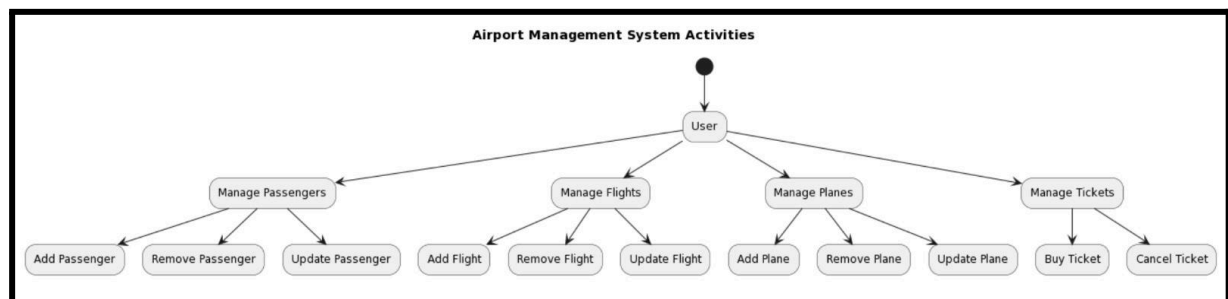 Airport Management System Activities
User
Manage Passengers
Manage Flights
Manage Planes
Manage Tickets
Add Passenger
Remove Passenger
Update Passenger
Add Flight
Remove Flight
Update Flight
Add Plane
Remove Plane
Update Plane
Buy Ticket
Cancel Ticket